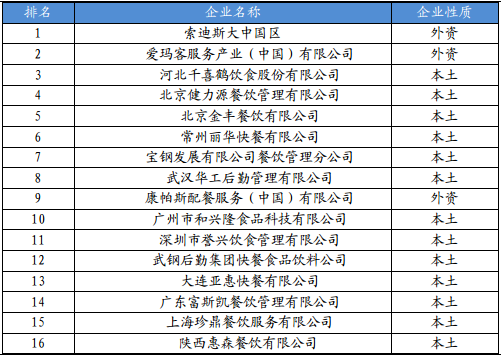 排名 企业名称 企业性质
1 索迪斯大中国区 外资
2 爱玛客服务产业（中国）有限公司 外资
3 河北千喜鹤饮食股份有限公司 本土
4 北京健力源餐饮管理有限公司 本土
5 北京金丰餐饮有限公司 本土
6 常州丽华快餐有限公司 本土
7 宝钢发展有限公司餐饮管理分公司 本土
8 武汉华工后勤管理有限公司 本土
9 康帕斯配餐服务（中国）有限公司 外资
10 广州市和兴隆食品科技有限公司 本土
11 深圳市誉兴饮食管理有限公司 本土
12 武钢后勤集团快餐食品饮料公司 本土
13 大连亚惠快餐有限公司 本土
14 广东富斯凯餐饮管理有限公司 本土
15 上海珍鼎餐饮服务有限公司 本土
16 陕西惠森餐饮有限公司 本土